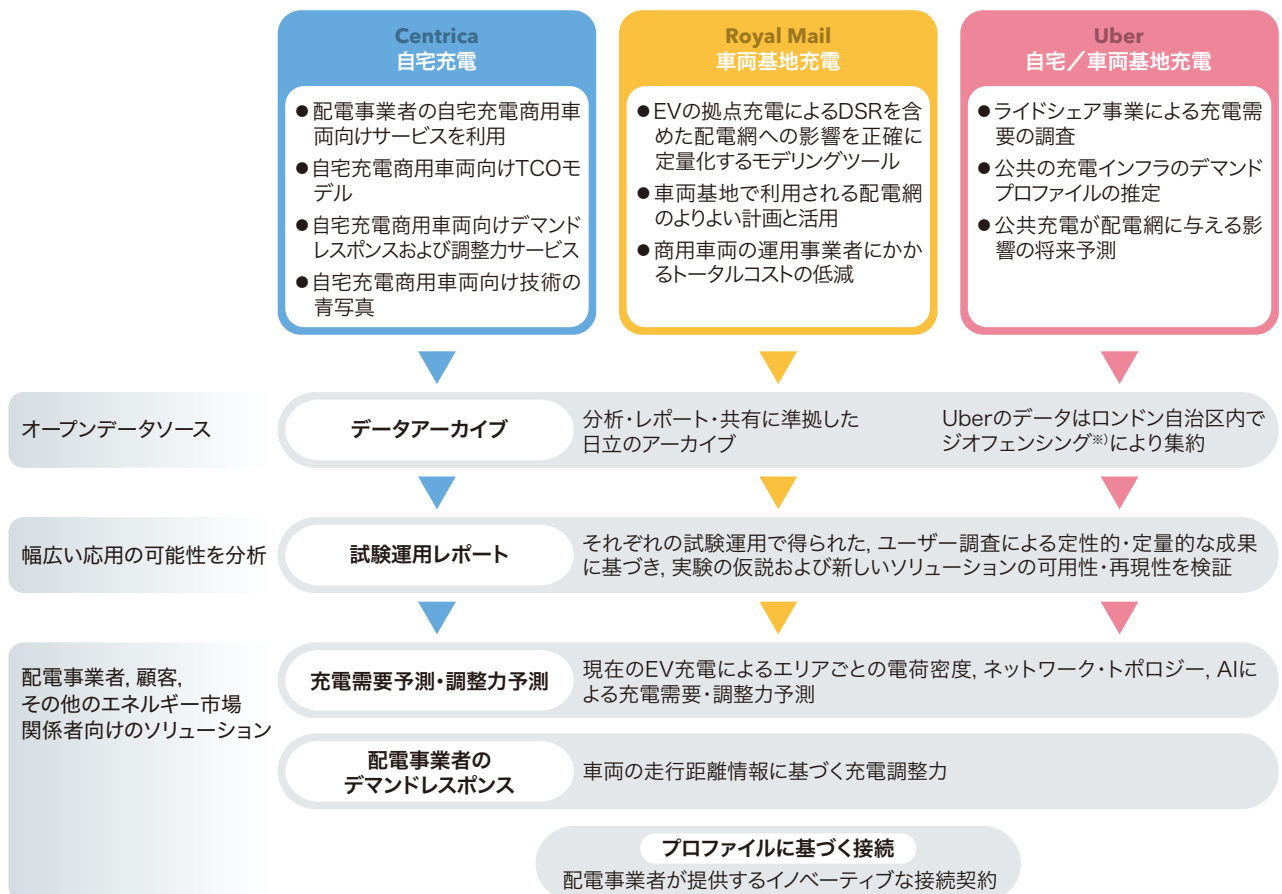 Centrica
自宅充電
●配電事業者の自宅充電商用車
両向けサービスを利用
●自宅充電商用車両向けTCOモ
デル
●自宅充電商用車両向けデマンド
レスポンスおよび調整力サービス
●自宅充電商用車両向け技術の
青写真
Royal Mail
車両基地充電
●EVの拠点充電によるDSRを含
めた配電網への影響を正確に
定量化するモデリングツール
●車両基地で利用される配電網
のよりよい計画と活用
●商用車両の運用事業者にかか
るトータルコストの低減
Uber
自宅/車両基地充電
●ライドシェア事業による充電需
要の調査
●公共の充電インフラのデマンド
プロファイルの推定
●公共充電が配電網に与える影
響の将来予測
オープンデータソース
データアーカイブ
分析・レポート・共有に準拠した
日立のアーカイブ
Uberのデータはロンドン自治区内で
ジオフェンシング※)により集約
幅広い応用の可能性を分析
試験運用レポート
それぞれの試験運用で得られた, ユーザー調査による定性的・定量的な成果
に基づき, 実験の仮説および新しいソリューションの可用性・再現性を検証
配電事業者, 顧客,
その他のエネルギー市場
関係者向けのソリューション
充電需要予測・調整力予測
現在のEV充電によるエリアごとの電荷密度, ネットワーク・トポロジー, AIに
よる充電需要・調整力予測
配電事業者の
デマンドレスポンス
車両の走行距離情報に基づく充電調整力
プロファイルに基づく接続
配電事業者が提供するイノベーティブな接続契約